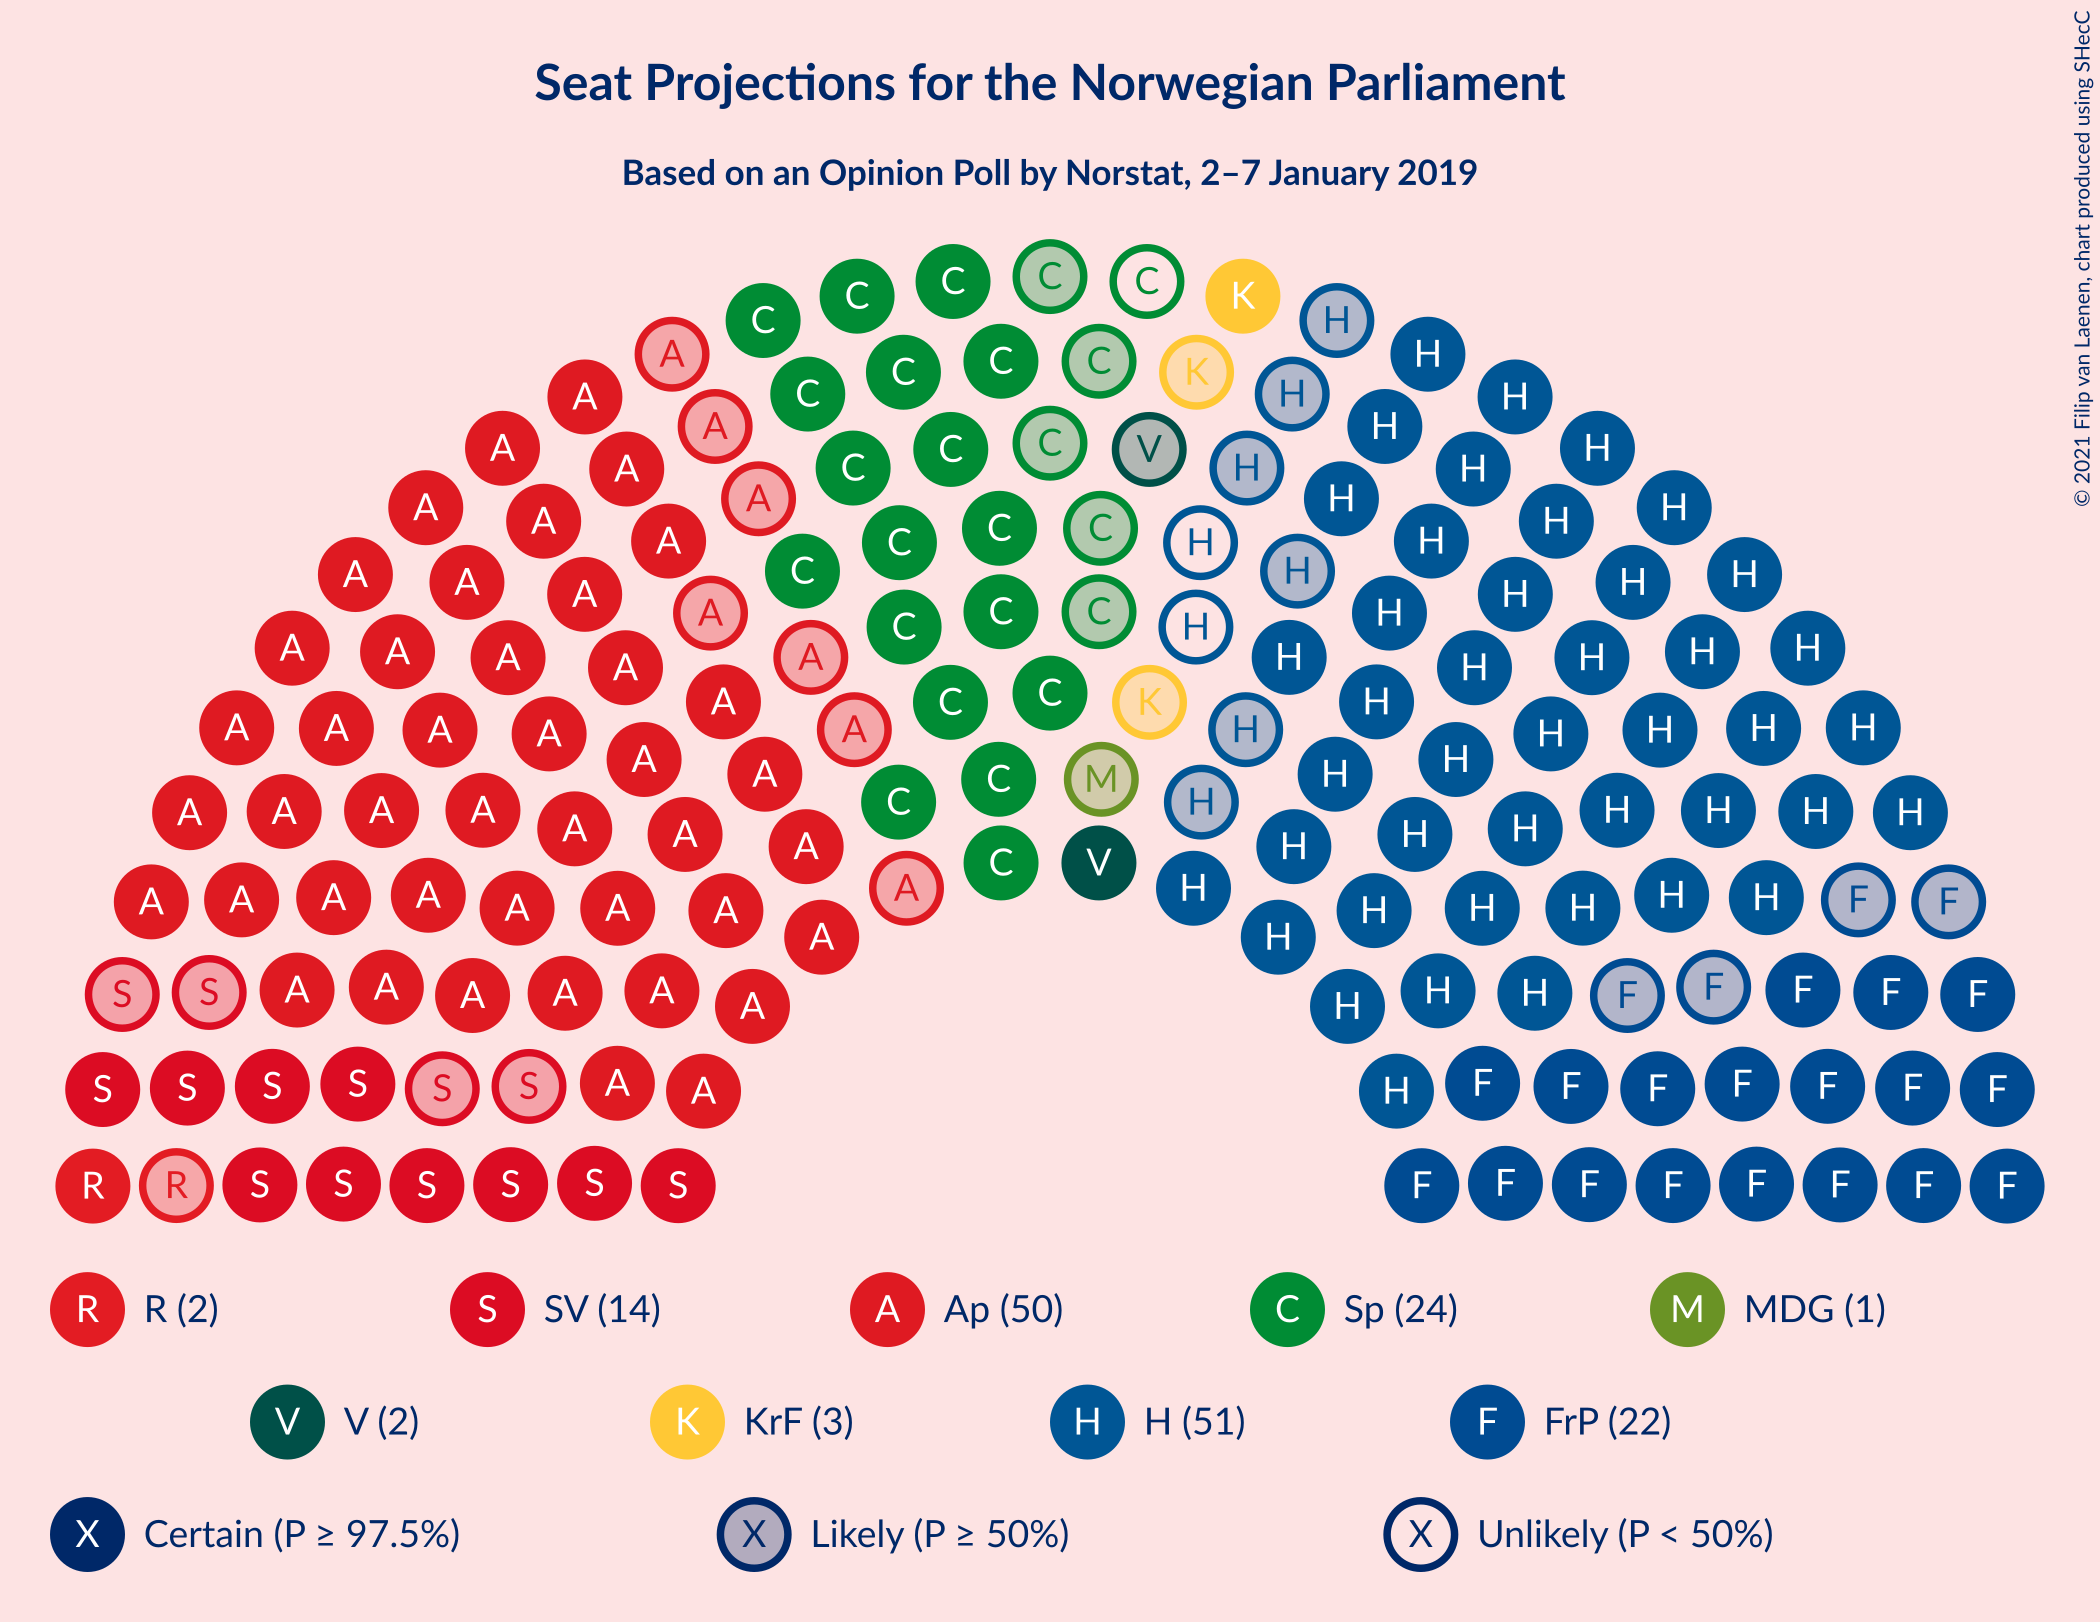 Seat Projections for the Norwegian Parliament
Based on an Opinion Poll by Norstat, 2–7 January 2019
© 2021 Filip van Laenen, chart produced using SHecC
C C C C C K H
A C C C C K H H
A A C C C V H H H
A A A C C C H H H H
A A A A C C C H H H H H
A A A A A C C K H H H H H
A A A A A A C C M H H H H H H
A A A A A A A A C V H H H H H H F F
S S A A A A A A H H H F F F F F
S S S S S S A A H F F F F F F F
R R S S S S S S F F F F F F F F
R R (2) S SV (14) A Ap (50) C Sp (24) M MDG (1)
V V (2) K KrF (3) H H (51) F FrP (22)
X Certain (P ≥ 97.5%) X Likely (P ≥ 50%) X Unlikely (P < 50%)